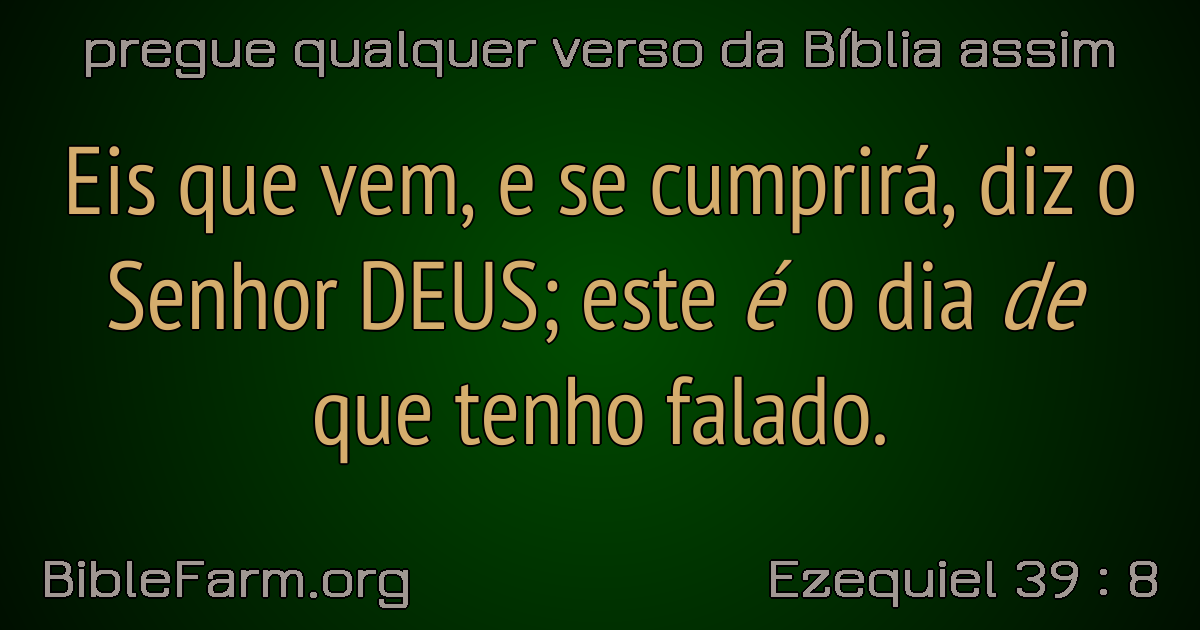 pregue qualquer verso da Bíblia assim
Eis que vem, e se cumprirá, diz o
Senhor DEUS; este é o dia de
que tenho falado.
BibleFarm.org
Ezequiel 39 : 8